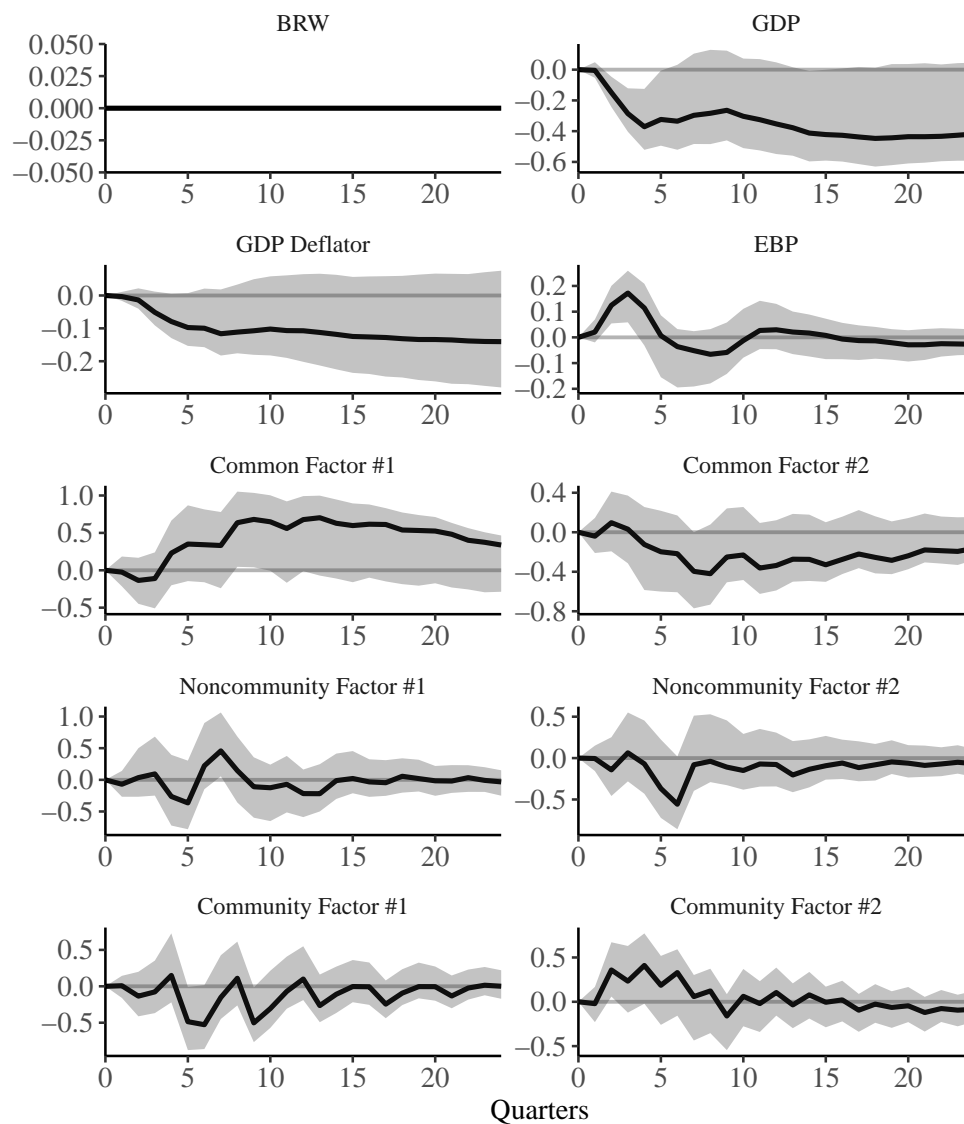 BRW
0.050
0.025
0.000
−0.025
−0.050
0 5 10 15 20
GDP
0.0
−0.2
−0.4
−0.6
0 5 10 15 20
GDP Deflator
0.0
−0.1
−0.2
0 5 10 15 20
EBP
0.2
0.1
0.0
−0.1
−0.2
0 5 10 15 20
Common Factor #1
1.0
0.5
0.0
−0.5
0 5 10 15 20
Common Factor #2
0.4
0.0
−0.4
−0.8
0 5 10 15 20
Noncommunity Factor #1
1.0
0.5
0.0
−0.5
0 5 10 15 20
Noncommunity Factor #2
0.5
0.0
−0.5
0 5 10 15 20
Community Factor #1
0.5
0.0
−0.5
0 5 10 15 20
Community Factor #2
0.5
0.0
−0.5
0 5 10 15 20
Quarters